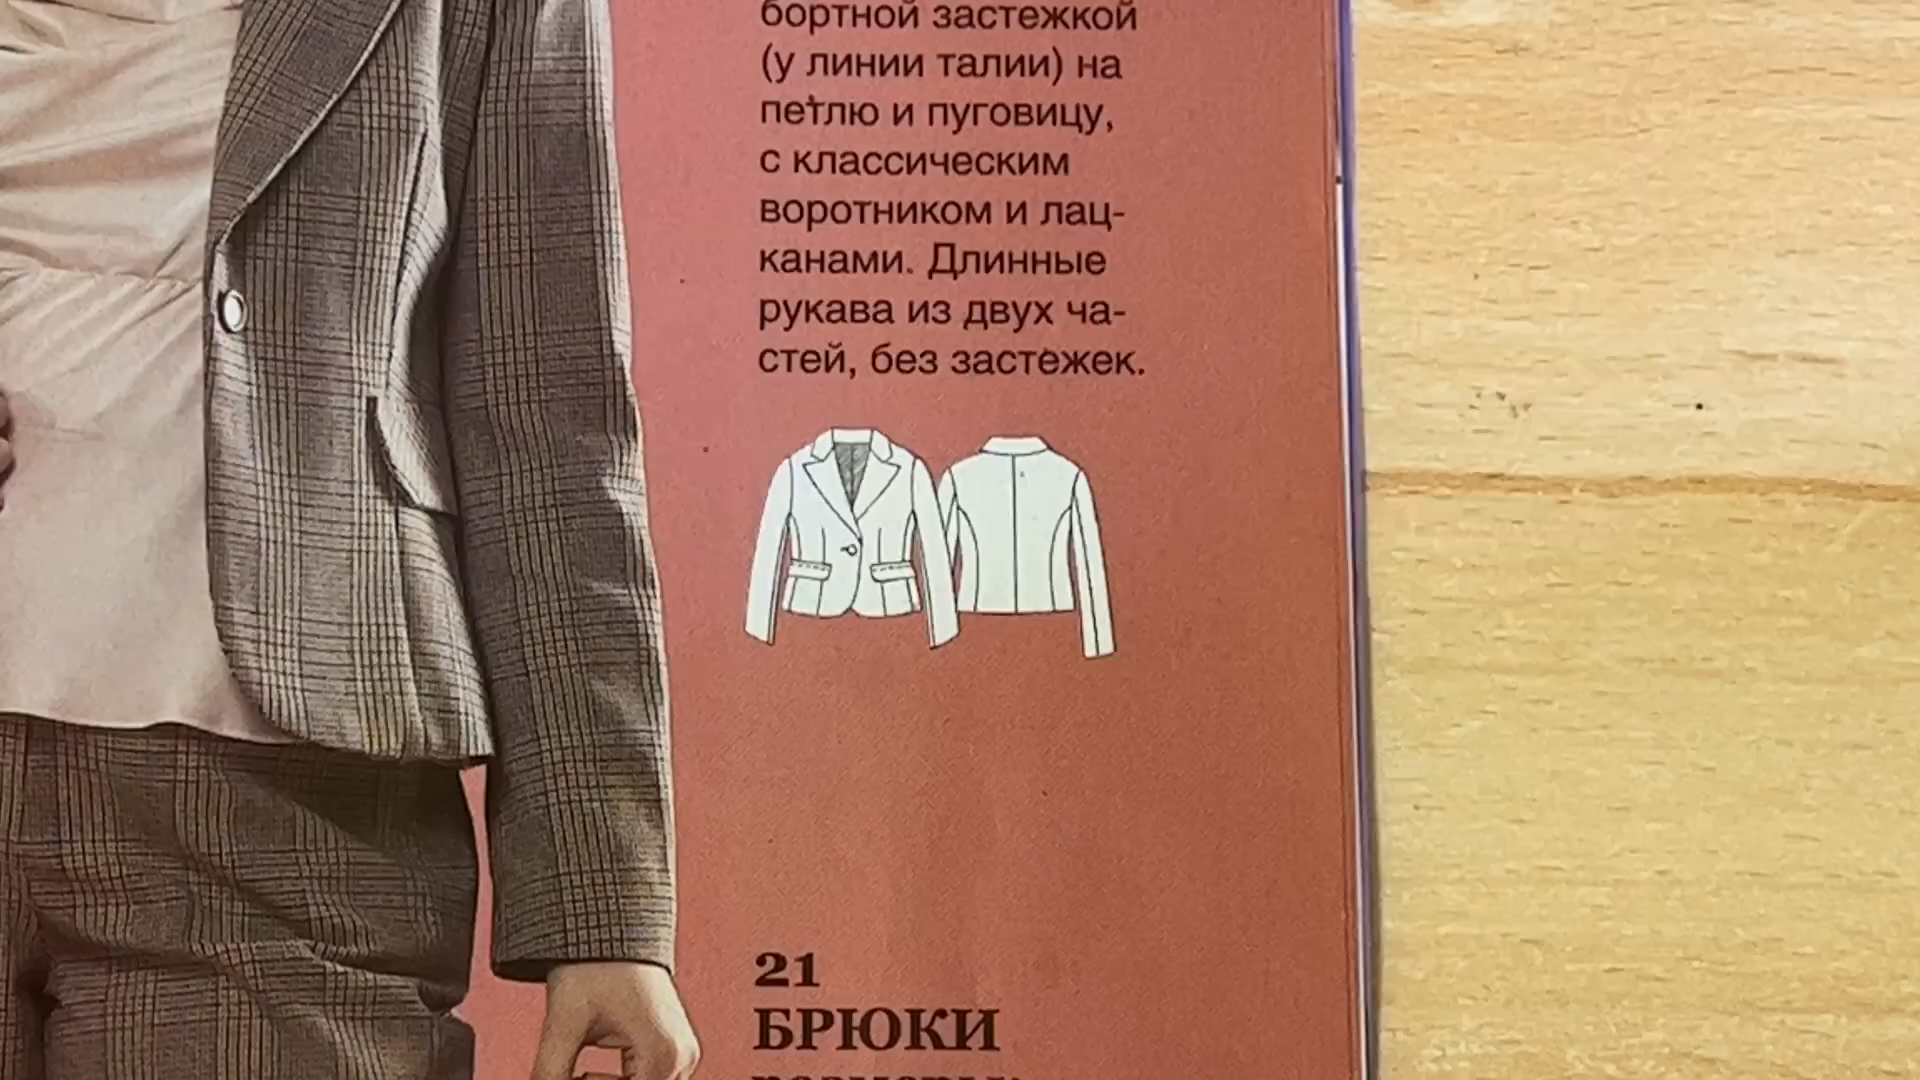 бортной застежкой
(у линии талии) на
петлю и пуговицу,
с классическим
воротником и лац-
канами. Длинные
рукава из двух ча-
стей, без застежек.
21
БРЮКИ
размеры: